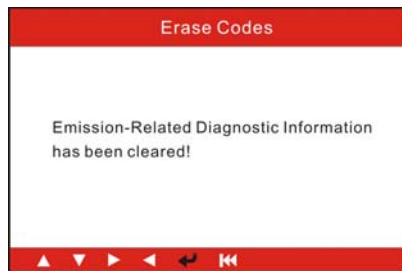 Erase Codes
Emission-Related Diagnostic Information
has been cleared!